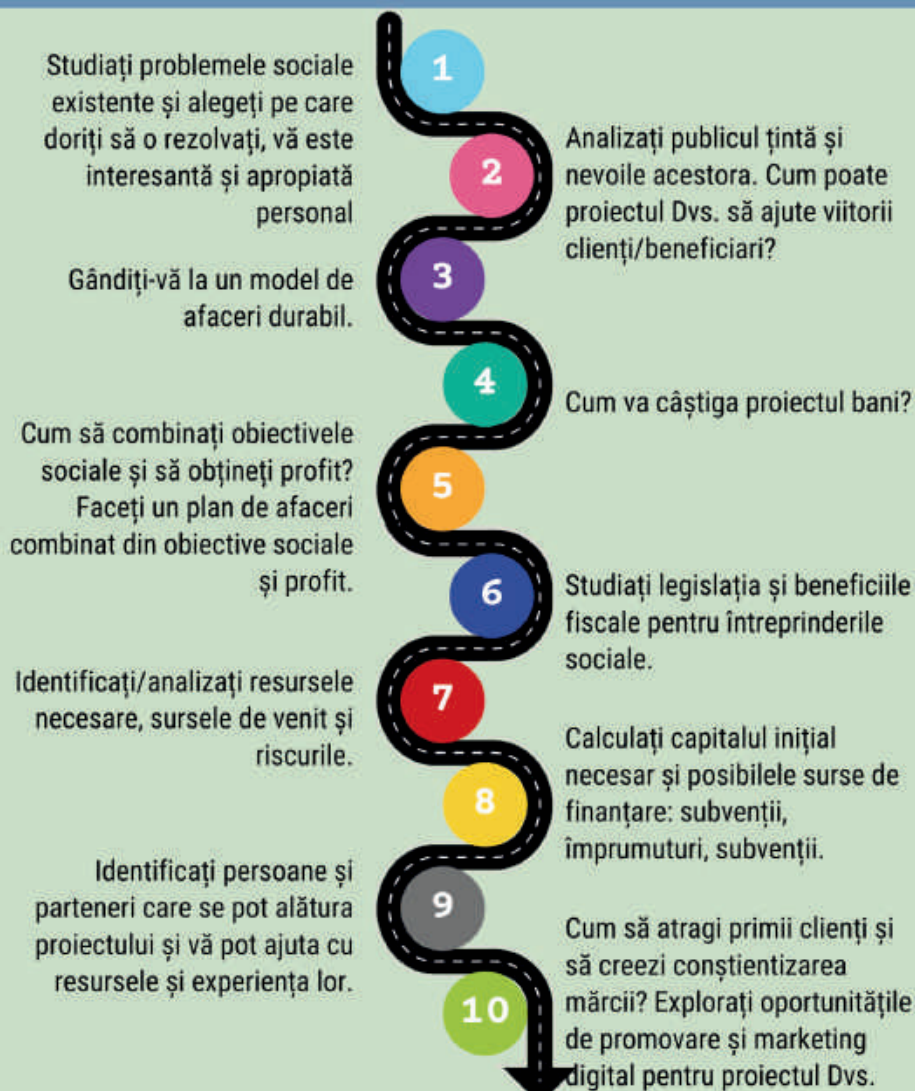 1
Studiați problemele sociale
existente și alegeți pe care
doriți să o rezolvați, vă este
interesantă și apropiată
personal
2
Analizați publicul țintă și
nevoile acestora. Cum poate
proiectul Dvs. să ajute viitorii
clienți/beneficiari?
3
Gândiți-vă la un model de
afaceri durabil.
4
Cum va câștiga proiectul bani?
5
Cum să combinați obiectivele
sociale și să obțineți profit?
Faceți un plan de afaceri
combinat din obiective sociale
și profit.
6
Studiați legislația și beneficiile
fiscale pentru întreprinderile
sociale.
7
Identificați/analizați resursele
necesare, sursele de venit și
riscurile.
8
Calculați capitalul inițial
necesar și posibilele surse de
finanțare: subvenții,
împrumuturi, subvenții.
9
Identificați persoane și
parteneri care se pot alătura
proiectului și vă pot ajuta cu
resursele și experiența lor.
10
Cum să atragi primii clienți și
să creezi conștientizarea
mărcii? Explorați oportunitățile
de promovare și marketing
digital pentru proiectul Dvs.